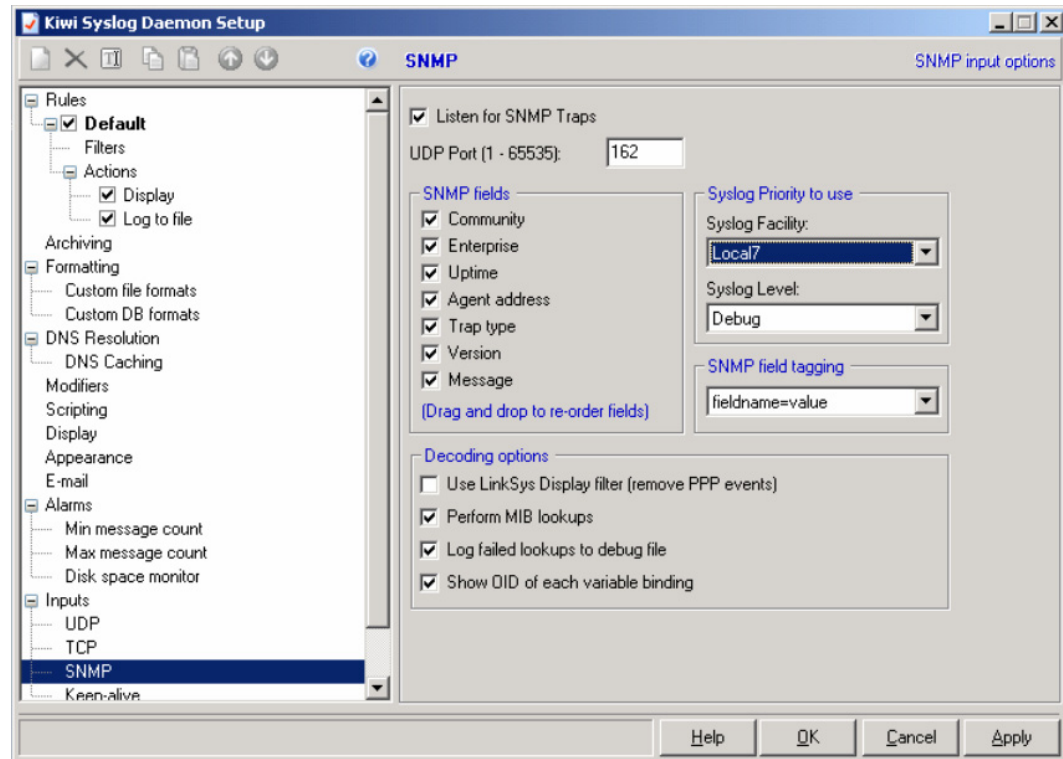 Kiwi Syslog Daemon Setup
SNMP
SNMP input options
Rules
Default
Filters
Actions
Display
Log to file
Archiving
Formatting
Custom file formats
Custom DB formats
DNS Resolution
DNS Caching
Modifiers
Scripting
Display
Appearance
E-mail
Alarms
Min message count
Max message count
Disk space monitor
Inputs
UDP
TCP
SNMP
Keep-alive
Listen for SNMP Traps
UDP Port (1 - 65535): 162
SNMP fields
Community
Enterprise
Uptime
Agent address
Trap type
Version
Message
(Drag and drop to re-order fields)
Syslog Priority to use
Syslog Facility:
Local7
Syslog Level:
Debug
SNMP field tagging
fieldname=value
Decoding options
Use LinkSys Display filter (remove PPP events)
Perform MIB lookups
Log failed lookups to debug file
Show OID of each variable binding
Help
OK
Cancel
Apply